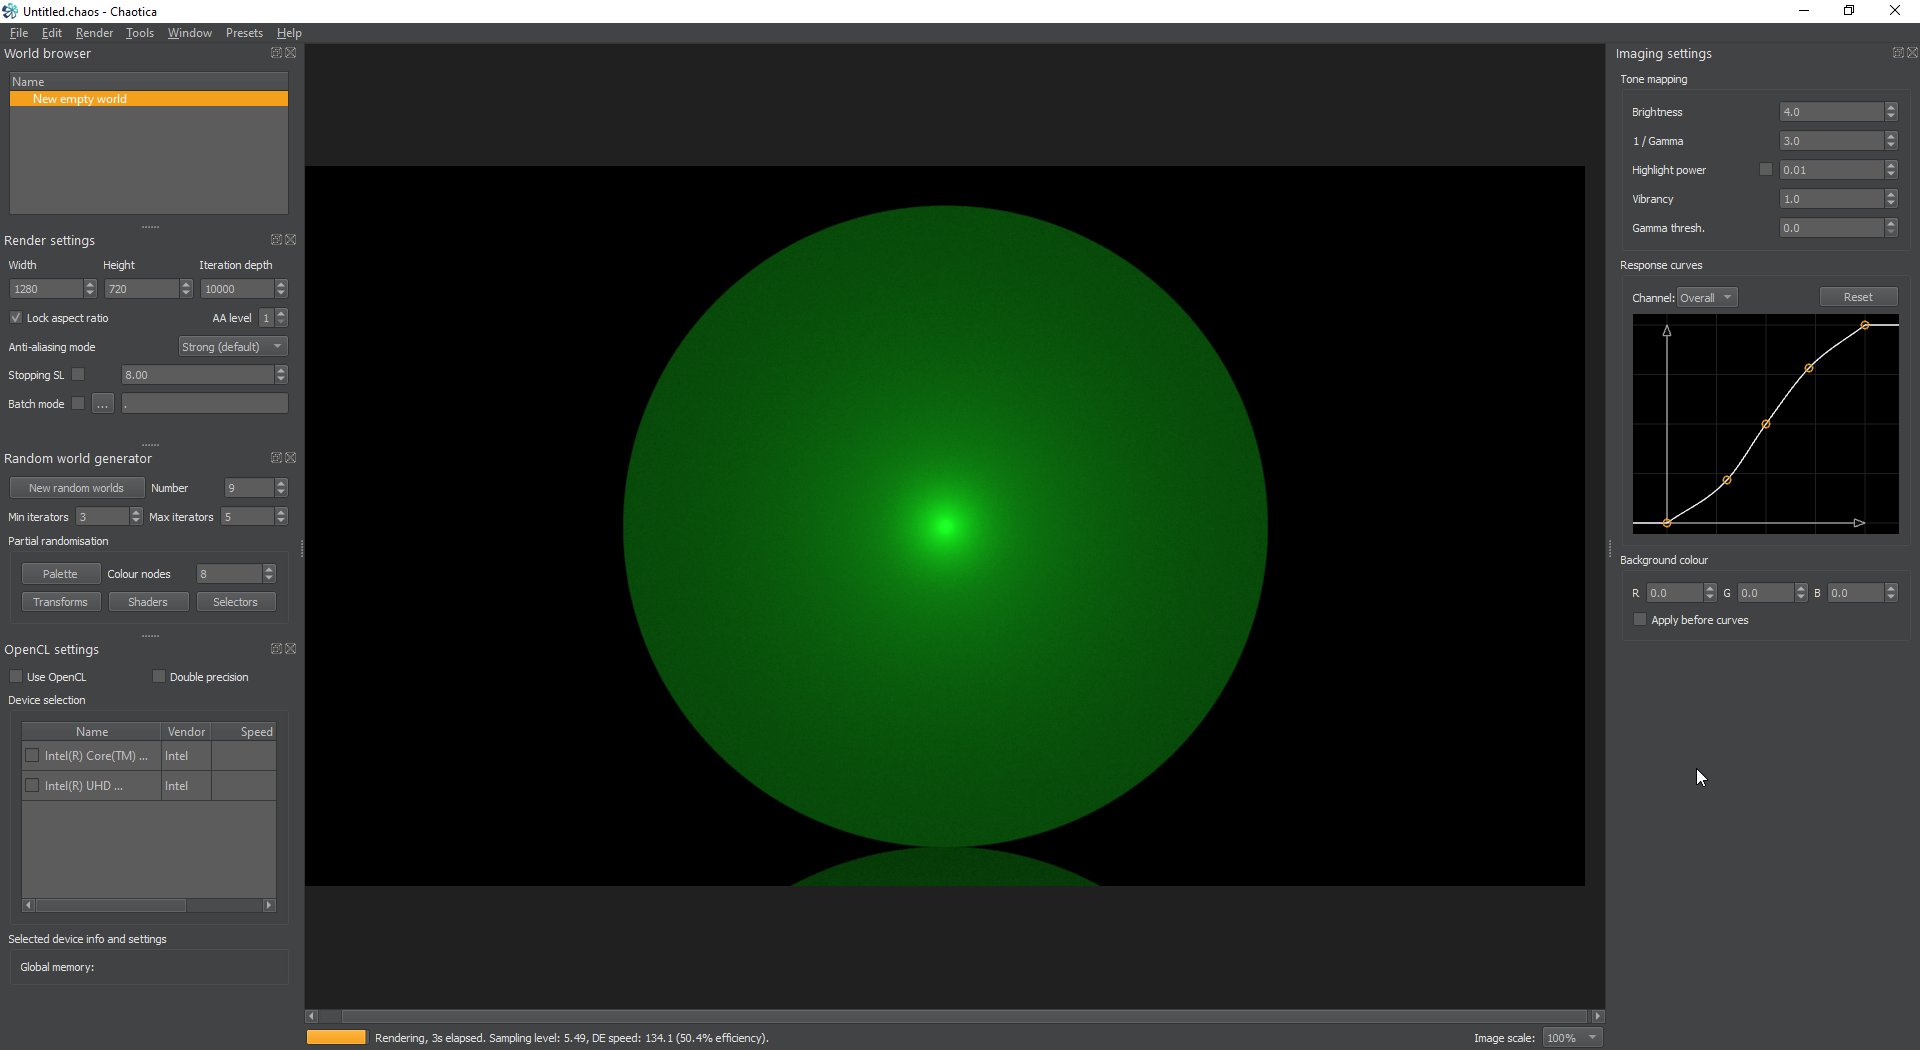 Untitled.chaos - Chaotica
File Edit Render Tools Window Presets Help
World browser
Name
New empty world
Render settings
Width Height Iteration depth
1280 720 10000
Lock aspect ratio AA level 1
Anti-aliasing mode Strong (default)
Stopping SL 8.00
Batch mode ... .
Random world generator
New random worlds Number 9
Min iterators 3 Max iterators 5
Partial randomisation
Palette Colour nodes 8
Transforms Shaders Selectors
OpenCL settings
Use OpenCL Double precision
Device selection
Name Vendor Speed
Intel(R) Core(TM) ... Intel
Intel(R) UHD ... Intel
Selected device info and settings
Global memory:
Rendering, 3s elapsed. Sampling level: 5.49, DE speed: 134.1 (50.4% efficiency).
Image scale: 100%
Imaging settings
Tone mapping
Brightness 4.0
1 / Gamma 3.0
Highlight power 0.01
Vibrancy 1.0
Gamma thresh. 0.0
Response curves
Channel: Overall Reset
Background colour
R 0.0 G 0.0 B 0.0
Apply before curves